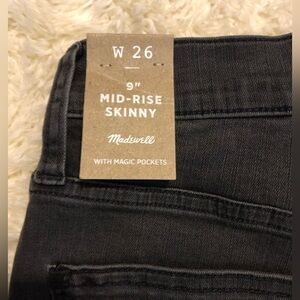 W 26
9"
MID-RISE
SKINNY
Madewell
WITH MAGIC POCKETS